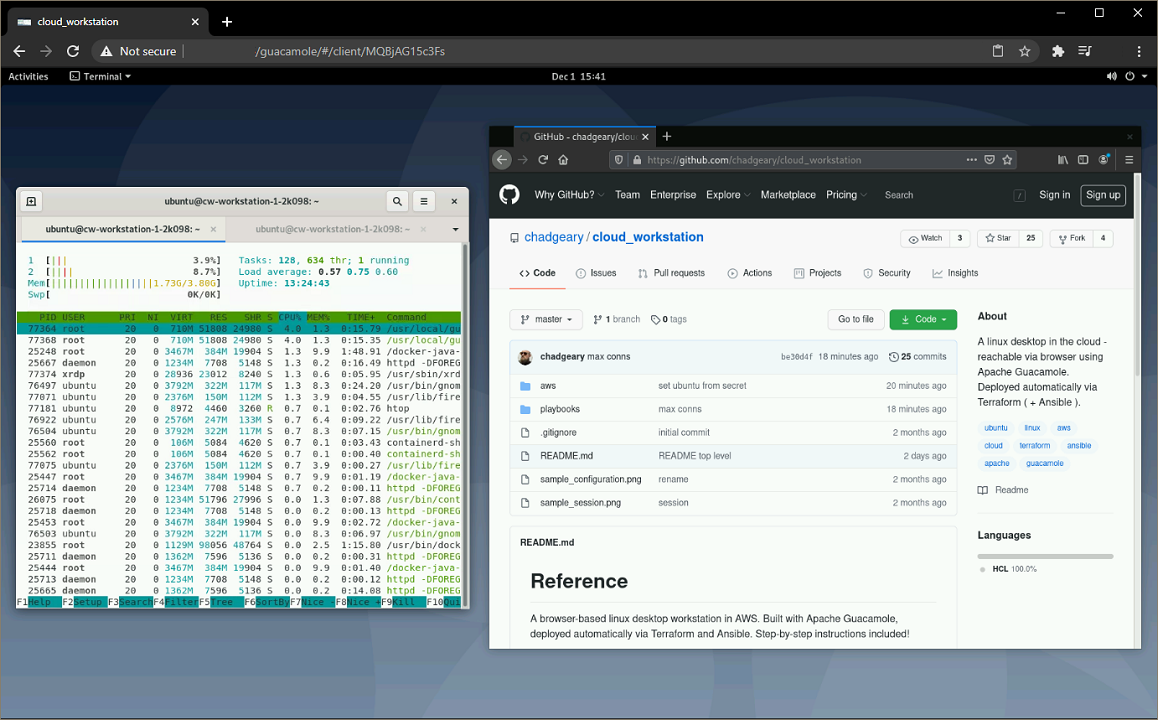 cloud_workstation
Not secure
/guacamole/#/client/MQBjAG15c3Fs
Activities Terminal Dec 1 15:41
ubuntu@cw-workstation-1-2k098: ~
ubuntu@cw-workstation-1-2k098: ~ ubuntu@cw-workstation-1-2k098: ~
1 [||| 3.9%] Tasks: 128, 634 thr; 1 running
2 [|||| 8.7%] Load average: 0.57 0.75 0.60
Mem[||||||||||||||||||1.73G/3.80G] Uptime: 13:24:43
Swp[ 0K/0K]
PID USER PRI NI VIRT RES SHR S CPU% MEM% TIME+ Command
77364 root 20 0 710M 51808 24980 S 4.0 1.3 0:15.79 /usr/local/gu
77368 root 20 0 710M 51808 24980 S 4.0 1.3 0:15.35 /usr/local/gu
25248 root 20 0 3467M 384M 19904 S 1.3 9.9 1:48.91 /docker-java-
25667 daemon 20 0 1234M 7708 5148 S 1.3 0.2 0:16.49 httpd -DFOREG
77374 xrdp 20 0 28936 23012 8240 S 1.3 0.6 0:05.95 /usr/sbin/xrd
76497 ubuntu 20 0 3792M 322M 117M S 1.3 8.3 0:24.20 /usr/bin/gnom
77071 ubuntu 20 0 2376M 150M 112M S 1.3 3.9 0:04.55 /usr/lib/fire
77181 ubuntu 20 0 8972 4460 3260 R 0.7 0.1 0:02.76 htop
76922 ubuntu 20 0 2576M 247M 133M S 0.7 6.4 0:09.22 /usr/lib/fire
76504 ubuntu 20 0 3792M 322M 117M S 0.7 8.3 0:07.15 /usr/bin/gnom
25560 root 20 0 106M 5084 4620 S 0.7 0.1 0:03.43 containerd-sh
25562 root 20 0 106M 5084 4620 S 0.7 0.1 0:00.40 containerd-sh
77075 ubuntu 20 0 2376M 150M 112M S 0.7 3.9 0:00.27 /usr/lib/fire
25447 root 20 0 3467M 384M 19904 S 0.7 9.9 0:01.19 /docker-java-
25714 daemon 20 0 1234M 7708 5148 S 0.7 0.2 0:00.11 httpd -DFOREG
26075 root 20 0 1234M 51796 27996 S 0.0 1.3 0:07.88 /usr/bin/cont
25718 daemon 20 0 1234M 7708 5148 S 0.7 0.2 0:00.13 httpd -DFOREG
25453 root 20 0 3467M 384M 19904 S 0.7 9.9 0:02.72 /docker-java-
76503 ubuntu 20 0 3792M 322M 117M S 0.0 8.3 0:06.97 /usr/bin/gnom
23855 root 20 0 1129M 98056 48764 S 0.0 2.5 1:15.80 /usr/bin/dock
25711 daemon 20 0 1362M 7596 5136 S 0.0 0.2 0:00.31 httpd -DFOREG
25444 root 20 0 3467M 384M 19904 S 0.0 9.9 0:01.40 /docker-java-
25713 daemon 20 0 1234M 7708 5148 S 0.0 0.2 0:00.12 httpd -DFOREG
25665 daemon 20 0 1362M 7596 5136 S 0.0 0.2 0:14.08 httpd -DFOREG
F1Help F2Setup F3SearchF4FilterF5Tree F6SortByF7Nice -F8Nice +F9Kill F10Qui
GitHub - chadgeary/clou
https://github.com/chadgeary/cloud_workstation
Why GitHub? Team Enterprise Explore Marketplace Pricing Search / Sign in Sign up
chadgeary / cloud_workstation Watch 3 Star 25 Fork 4
Code Issues Pull requests Actions Projects Security Insights
master 1 branch 0 tags Go to file Code
chadgeary max conns be30d4f 18 minutes ago 25 commits
aws set ubuntu from secret 20 minutes ago
playbooks max conns 18 minutes ago
.gitignore initial commit 2 months ago
README.md README top level 2 days ago
sample_configuration.png rename 2 months ago
sample_session.png session 2 months ago
README.md
Reference
A browser-based linux desktop workstation in AWS. Built with Apache Guacamole,
deployed automatically via Terraform and Ansible. Step-by-step instructions included!
About
A linux desktop in the cloud -
reachable via browser using
Apache Guacamole.
Deployed automatically via
Terraform ( + Ansible ).
ubuntu linux aws
cloud terraform ansible
apache guacamole
Readme
Languages
HCL 100.0%